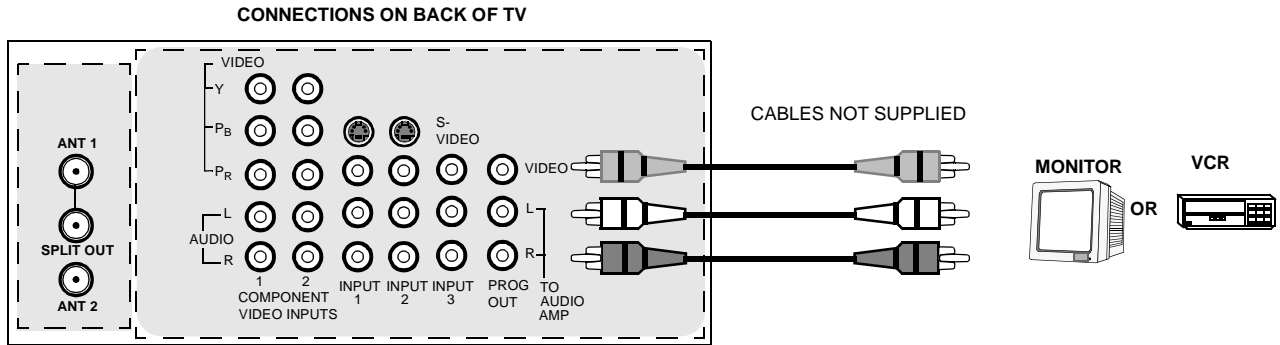 CONNECTIONS ON BACK OF TV
ANT 1
SPLIT OUT
ANT 2
VIDEO
Y
PB
PR
L
AUDIO
R
S-
VIDEO
VIDEO
L
R
1
2
COMPONENT
VIDEO INPUTS
INPUT
1
INPUT
2
INPUT
3
PROG
OUT
TO
AUDIO
AMP
CABLES NOT SUPPLIED
MONITOR
OR
VCR